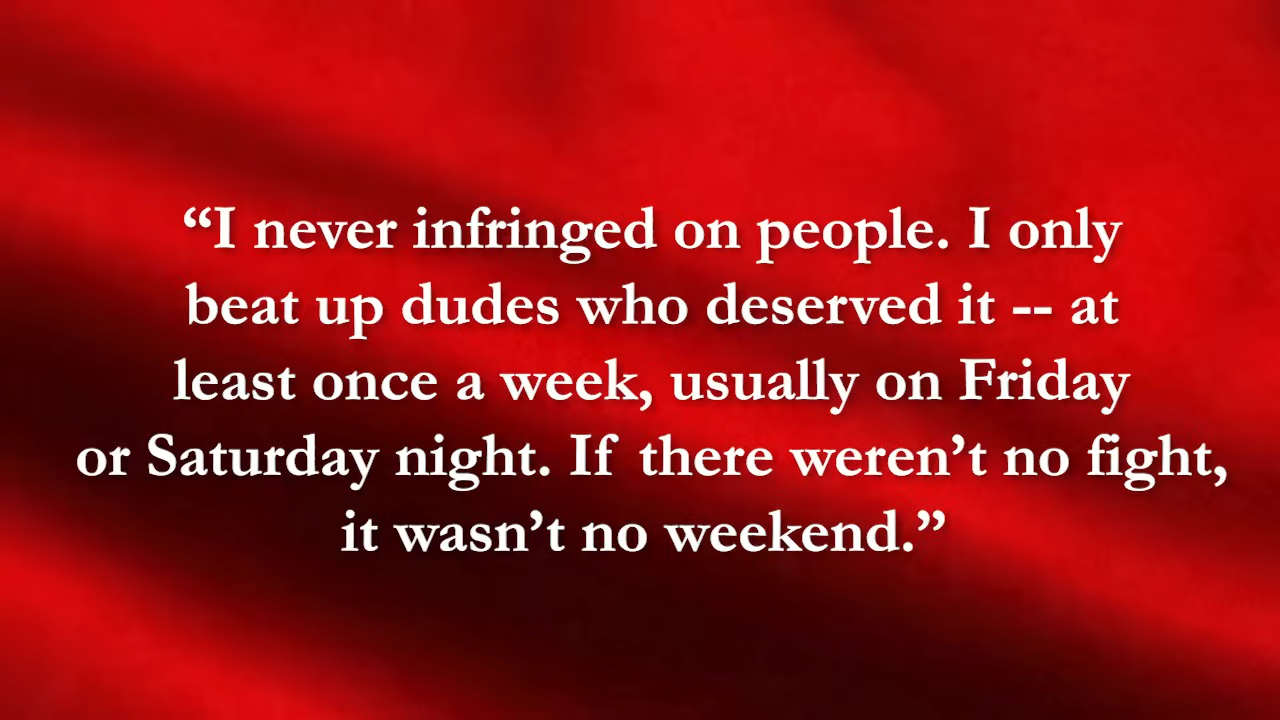 “I never infringed on people. I only
beat up dudes who deserved it -- at
least once a week, usually on Friday
or Saturday night. If there weren’t no fight,
it wasn’t no weekend.”